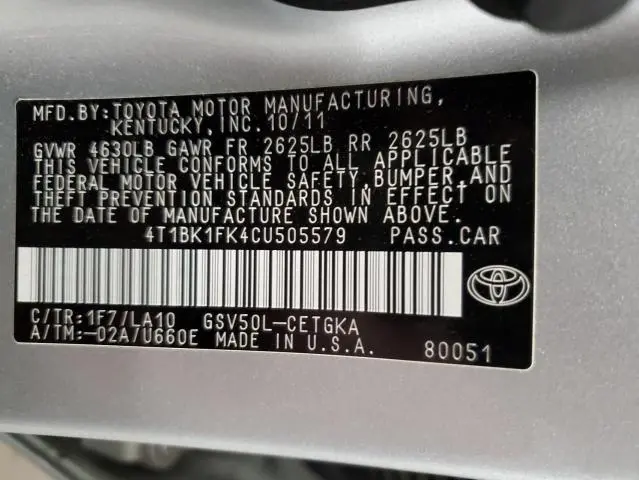 MFD.BY:TOYOTA MOTOR MANUFACTURING,
KENTUCKY, INC.10/11
GVWR 4630LB GAWR FR 2625LB RR 2625LB
THIS VEHICLE CONFORMS TO ALL APPLICABLE
FEDERAL MOTOR VEHICLE SAFETY,BUMPER,AND
THEFT PREVENTION STANDARDS IN EFFECT ON
THE DATE OF MANUFACTURE SHOWN ABOVE.
4T1BK1FK4CU505579 PASS.CAR
C/TR:1F7/LA10 GSV50L-CETGKA
A/TM:-02A/U660E MADE IN U.S.A. 80051